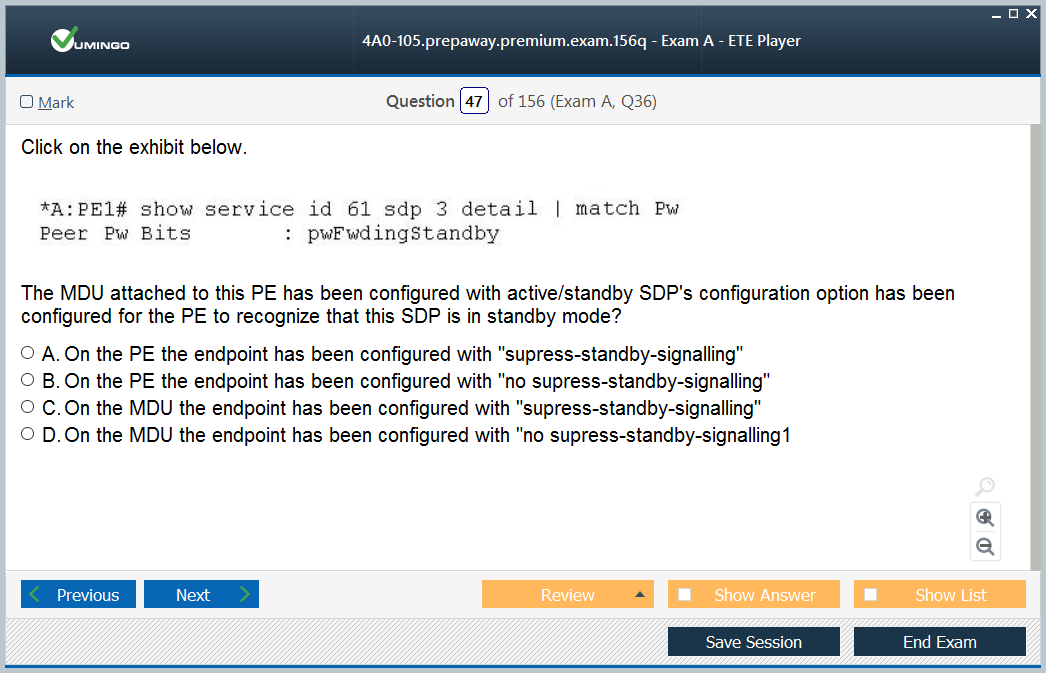 VUMINGO
4A0-105.prepaway.premium.exam.156q - Exam A - ETE Player
Mark
Question 47 of 156 (Exam A, Q36)
Click on the exhibit below.
*A:PE1# show service id 61 sdp 3 detail | match Pw
Peer Pw Bits : pwFwdingStandby
The MDU attached to this PE has been configured with active/standby SDP's configuration option has been
configured for the PE to recognize that this SDP is in standby mode?
A. On the PE the endpoint has been configured with "supress-standby-signalling"
B. On the PE the endpoint has been configured with "no supress-standby-signalling"
C. On the MDU the endpoint has been configured with "supress-standby-signalling"
D. On the MDU the endpoint has been configured with "no supress-standby-signalling1
Previous
Next
Review
Show Answer
Show List
Save Session
End Exam